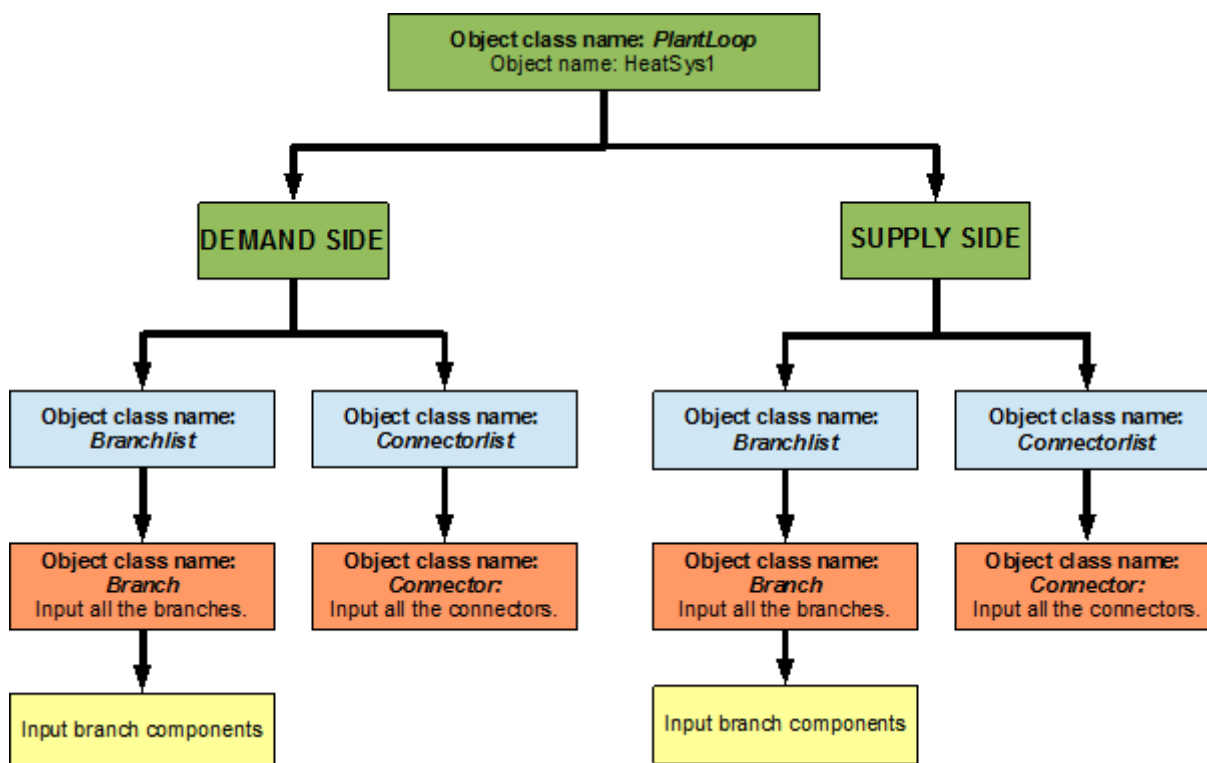 Object class name: PlantLoop
Object name: HeatSys1
DEMAND SIDE
SUPPLY SIDE
Object class name:
Branchlist
Object class name:
Connectorlist
Object class name:
Branchlist
Object class name:
Connectorlist
Object class name:
Branch
Input all the branches.
Object class name:
Connector:
Input all the connectors.
Object class name:
Branch
Input all the branches.
Object class name:
Connector:
Input all the connectors.
Input branch components
Input branch components